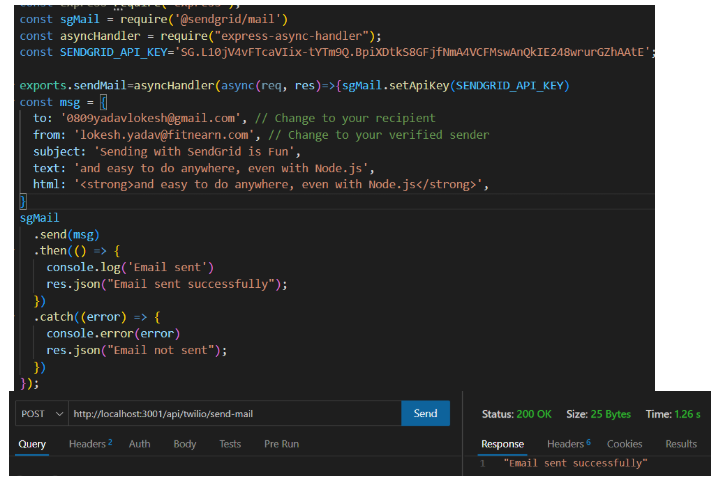 const express = require("express");
const sgMail = require('@sendgrid/mail')
const asyncHandler = require("express-async-handler");
const SENDGRID_API_KEY='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';
exports.sendMail=asyncHandler(async(req, res)=>{sgMail.setApiKey(SENDGRID_API_KEY)
const msg = {
to: '0809yadavlokesh@gmail.com', // Change to your recipient
from: 'lokesh.yadav@fitnearn.com', // Change to your verified sender
subject: 'Sending with SendGrid is Fun',
text: 'and easy to do anywhere, even with Node.js',
html: '<strong>and easy to do anywhere, even with Node.js</strong>',
}
sgMail
.send(msg)
.then(() => {
console.log('Email sent')
res.json("Email sent successfully");
})
.catch((error) => {
console.error(error)
res.json("Email not sent");
})
});
POST http://localhost:3001/api/twilio/send-mail Send
Query Headers 2 Auth Body Tests Pre Run
Status: 200 OK Size: 25 Bytes Time: 1.26 s
Response Headers 6 Cookies Results
1 "Email sent successfully"